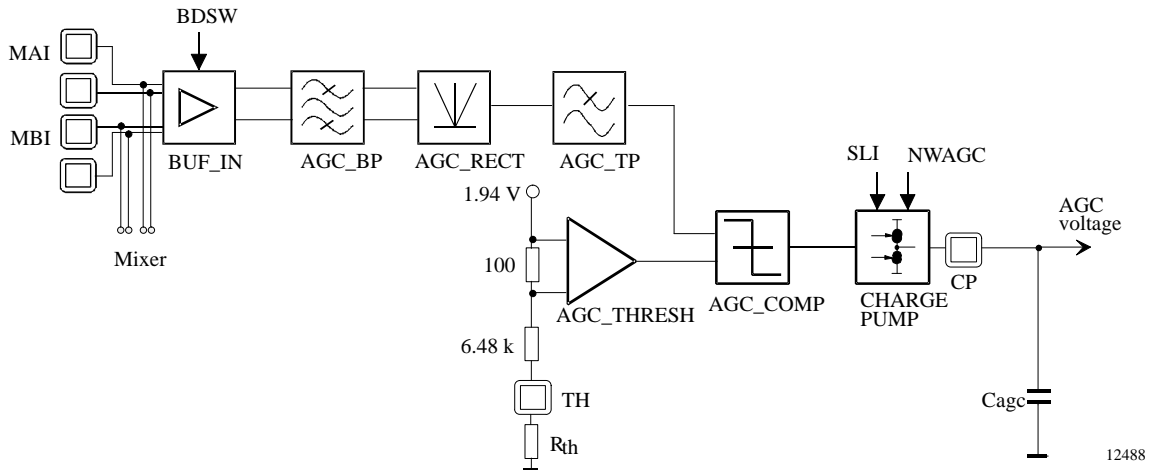 BDSW
MAI
MBI
BUF_IN
AGC_BP
AGC_RECT
AGC_TP
Mixer
1.94 V
100
AGC_THRESH
6.48 k
TH
Rth
AGC_COMP
SLI
NWAGC
CHARGE
PUMP
CP
AGC
voltage
Cagc
12488